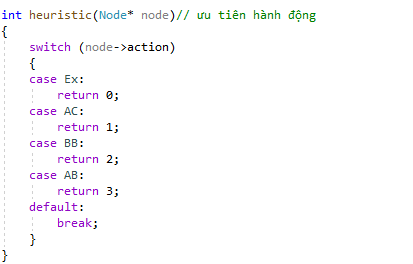 int heuristic(Node* node)// ưu tiên hành động
{
switch (node->action)
{
case Ex:
return 0;
case AC:
return 1;
case BB:
return 2;
case AB:
return 3;
default:
break;
}
}